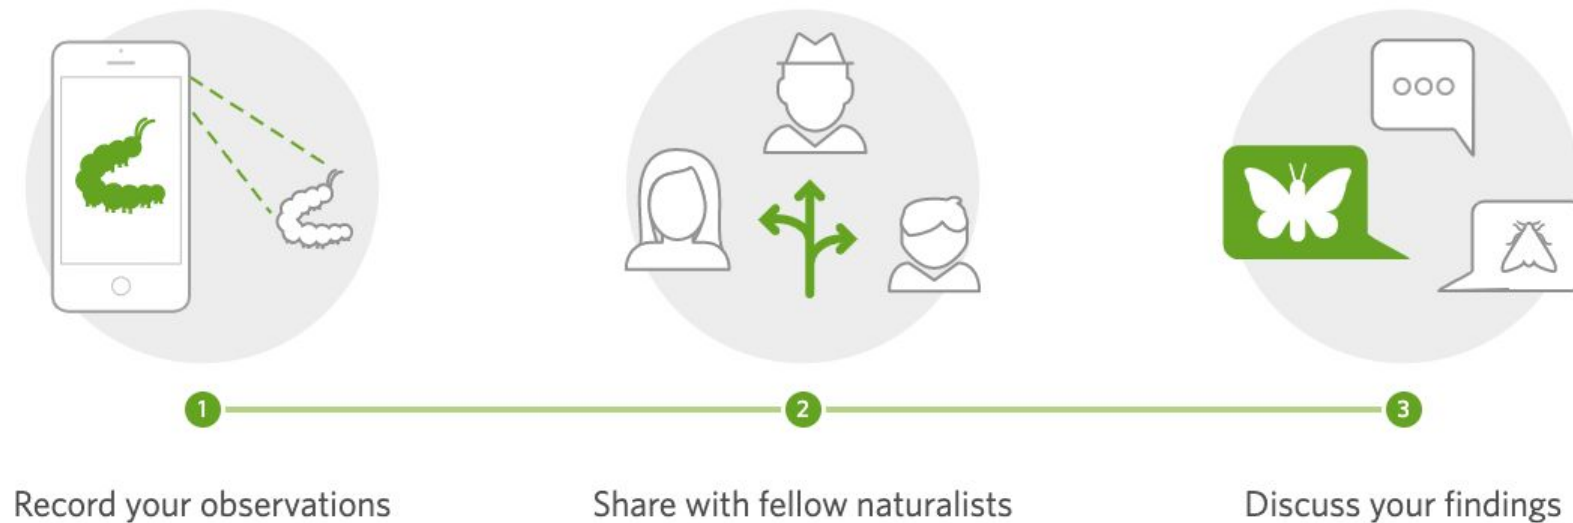 1
2
3
Record your observations
Share with fellow naturalists
Discuss your findings